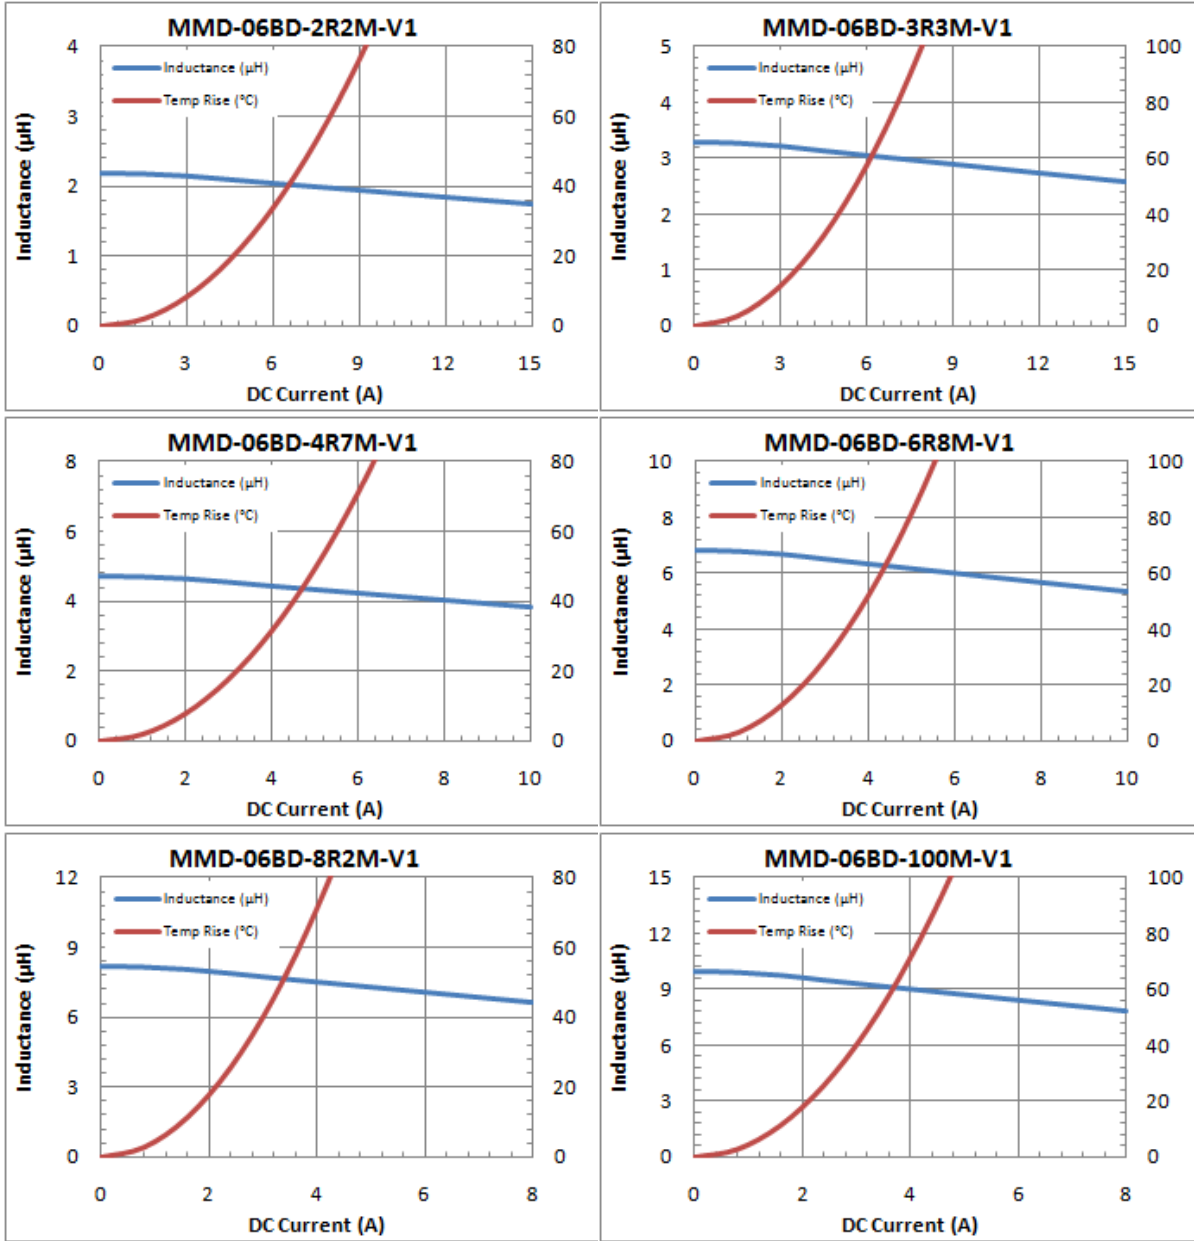 MMD-06BD-2R2M-V1
4
3
2
1
0
80
60
40
20
0
Inductance (µH)
Temp Rise (°C)
Inductance (µH)
0 3 6 9 12 15
DC Current (A)
MMD-06BD-3R3M-V1
5
4
3
2
1
0
100
80
60
40
20
0
Inductance (µH)
Temp Rise (°C)
Inductance (µH)
0 3 6 9 12 15
DC Current (A)
MMD-06BD-4R7M-V1
8
6
4
2
0
80
60
40
20
0
Inductance (µH)
Temp Rise (°C)
Inductance (µH)
0 2 4 6 8 10
DC Current (A)
MMD-06BD-6R8M-V1
10
8
6
4
2
0
100
80
60
40
20
0
Inductance (µH)
Temp Rise (°C)
Inductance (µH)
0 2 4 6 8 10
DC Current (A)
MMD-06BD-8R2M-V1
12
9
6
3
0
80
60
40
20
0
Inductance (µH)
Temp Rise (°C)
Inductance (µH)
0 2 4 6 8
DC Current (A)
MMD-06BD-100M-V1
15
12
9
6
3
0
100
80
60
40
20
0
Inductance (µH)
Temp Rise (°C)
Inductance (µH)
0 2 4 6 8
DC Current (A)